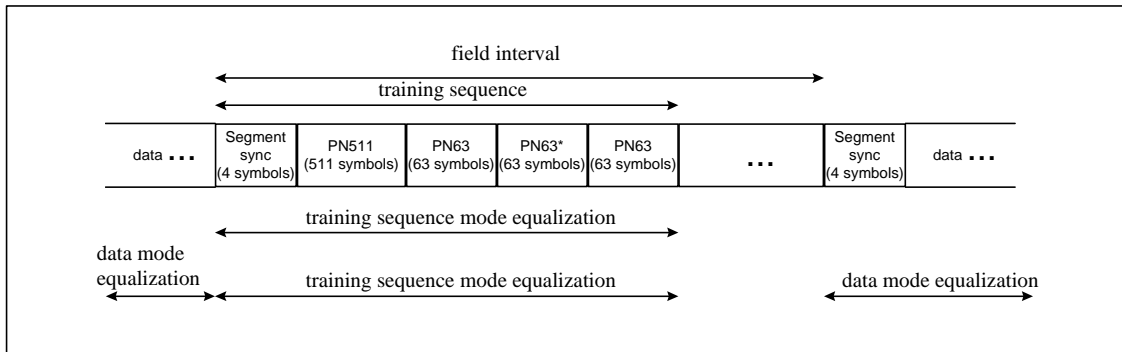 field interval
training sequence
data ...
Segment
sync
(4 symbols)
PN511
(511 symbols)
PN63
(63 symbols)
PN63*
(63 symbols)
PN63
(63 symbols)
...
Segment
sync
(4 symbols)
data ...
training sequence mode equalization
data mode
equalization
training sequence mode equalization
data mode equalization